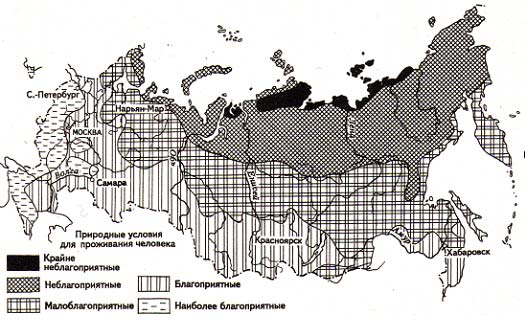 С.-Петербург
Нарьян-Мар
МОСКВА
Волга
Самара
Обь
Енисей
Лена
Красноярск
Амур
Хабаровск
Природные условия
для проживания человека
Крайне
неблагоприятные
Неблагоприятные
Благоприятные
Малоблагоприятные
Наиболее благоприятные